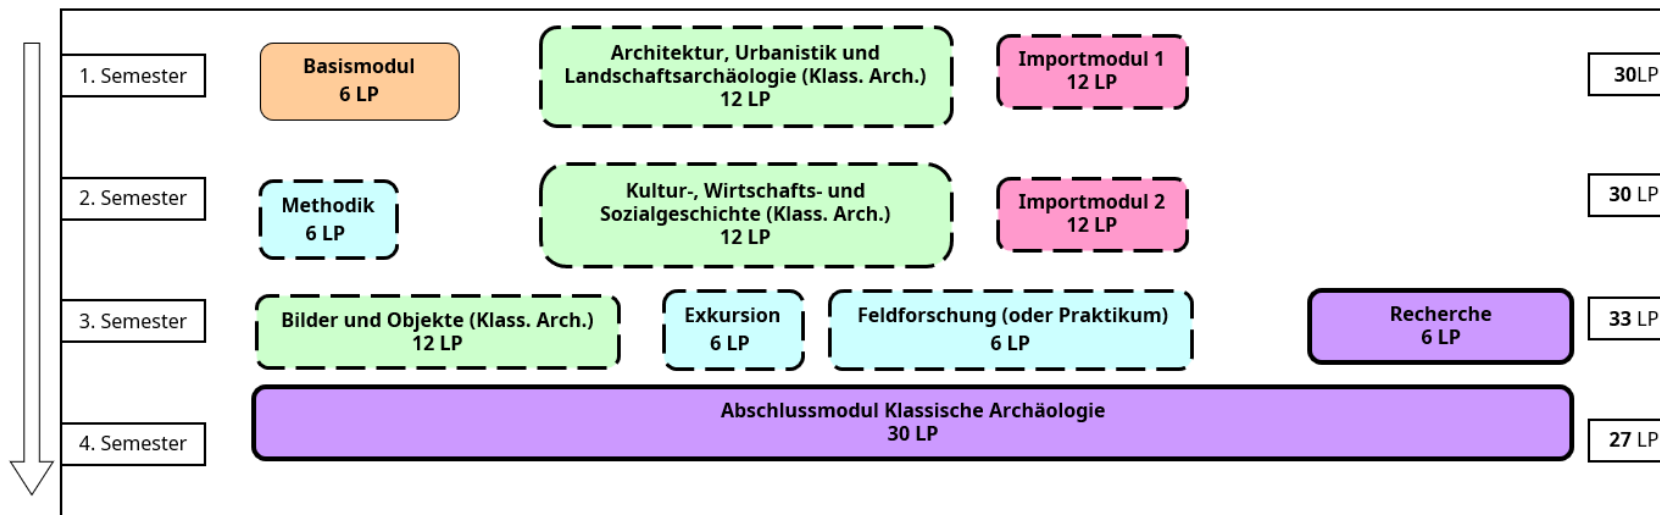 1. Semester
Basismodul
6 LP
Architektur, Urbanistik und
Landschaftsarchäologie (Klass. Arch.)
12 LP
Importmodul 1
12 LP
30LP
2. Semester
Methodik
6 LP
Kultur-, Wirtschafts- und
Sozialgeschichte (Klass. Arch.)
12 LP
Importmodul 2
12 LP
30 LP
3. Semester
Bilder und Objekte (Klass. Arch.)
12 LP
Exkursion
6 LP
Feldforschung (oder Praktikum)
6 LP
Recherche
6 LP
33 LP
4. Semester
Abschlussmodul Klassische Archäologie
30 LP
27 LP